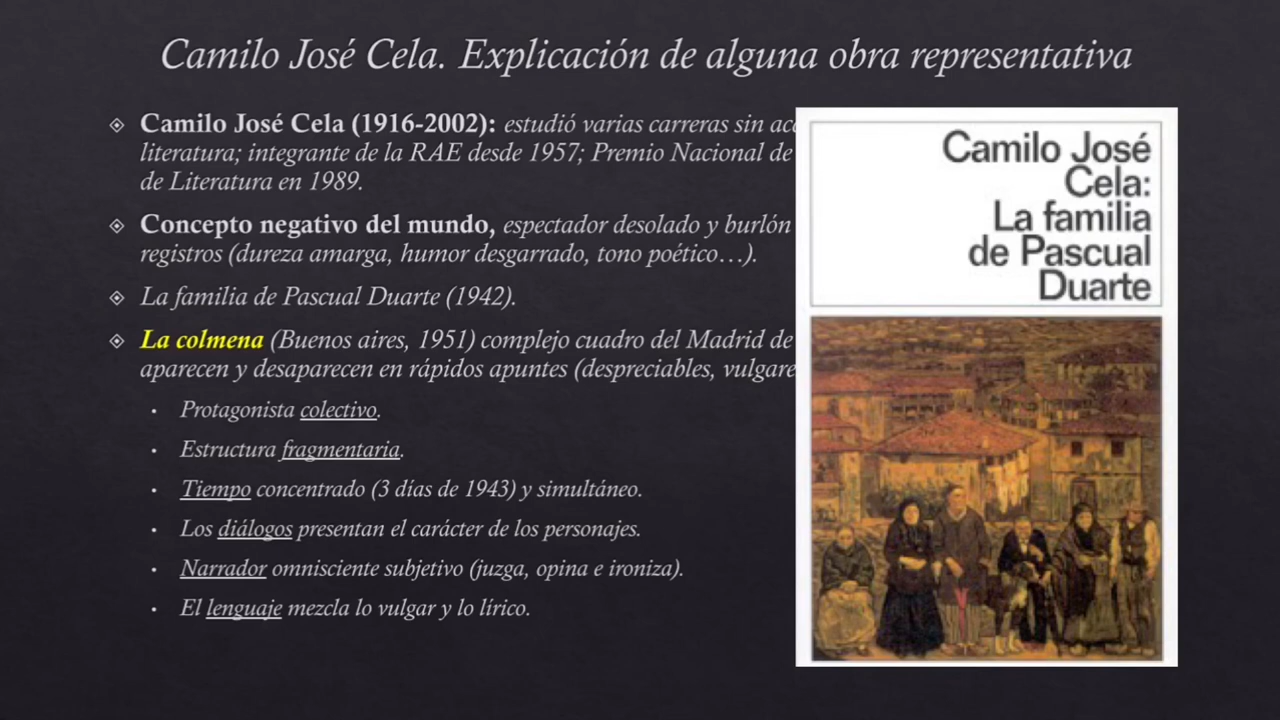 Camilo José Cela. Explicación de alguna obra representativa
Camilo José Cela (1916-2002): estudió varias carreras sin
literatura; integrante de la RAE desde 1957; Premio Nacional de
de Literatura en 1989.
Concepto negativo del mundo, espectador desolado y burlón
registros (dureza amarga, humor desgarrado, tono poético…).
La familia de Pascual Duarte (1942).
La colmena (Buenos aires, 1951) complejo cuadro del Madrid de
aparecen y desaparecen en rápidos apuntes (despreciables, vulgare
Protagonista colectivo.
Estructura fragmentaria.
Tiempo concentrado (3 días de 1943) y simultáneo.
Los diálogos presentan el carácter de los personajes.
Narrador omnisciente subjetivo (juzga, opina e ironiza).
El lenguaje mezcla lo vulgar y lo lírico.
Camilo José
Cela:
La familia
de Pascual
Duarte